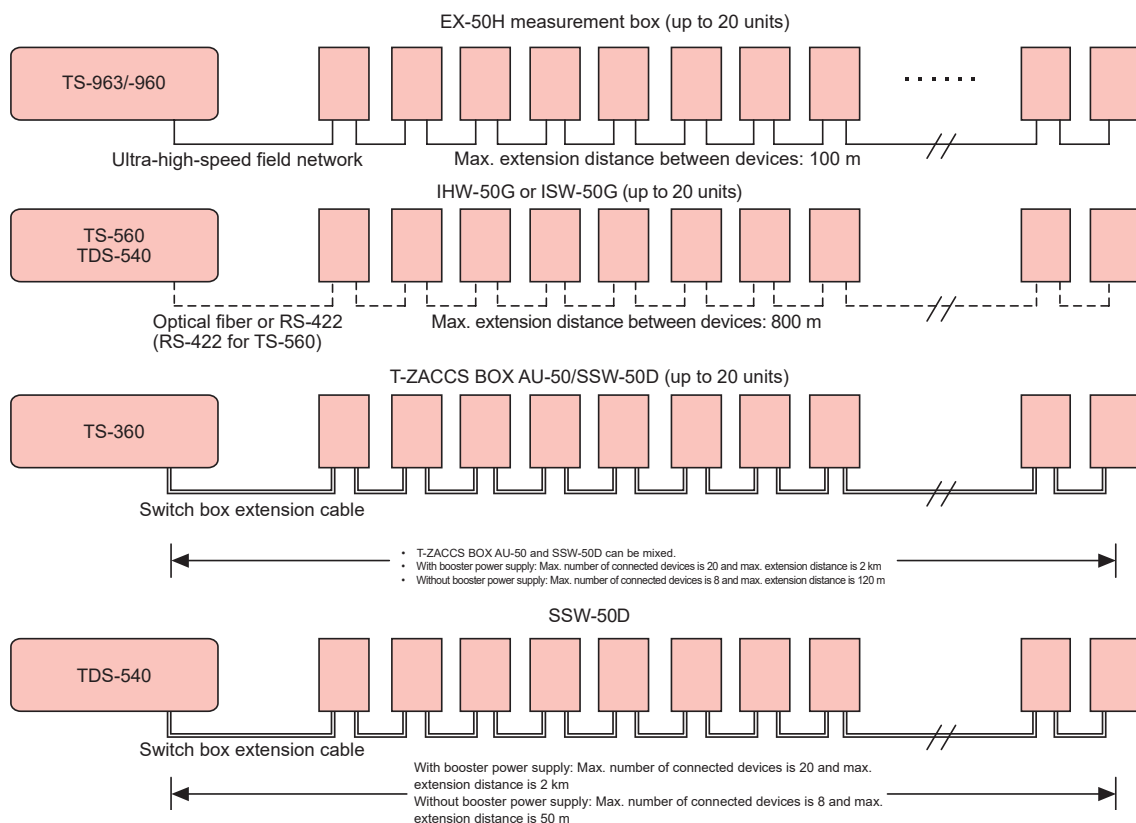 EX-50H measurement box (up to 20 units)
TS-963/-960
Ultra-high-speed field network
Max. extension distance between devices: 100 m
IHW-50G or ISW-50G (up to 20 units)
TS-560
TDS-540
Optical fiber or RS-422
(RS-422 for TS-560)
Max. extension distance between devices: 800 m
T-ZACCS BOX AU-50/SSW-50D (up to 20 units)
TS-360
Switch box extension cable
• T-ZACCS BOX AU-50 and SSW-50D can be mixed.
• With booster power supply: Max. number of connected devices is 20 and max. extension distance is 2 km
• Without booster power supply: Max. number of connected devices is 8 and max. extension distance is 120 m
SSW-50D
TDS-540
Switch box extension cable
With booster power supply: Max. number of connected devices is 20 and max.
extension distance is 2 km
Without booster power supply: Max. number of connected devices is 8 and max.
extension distance is 50 m